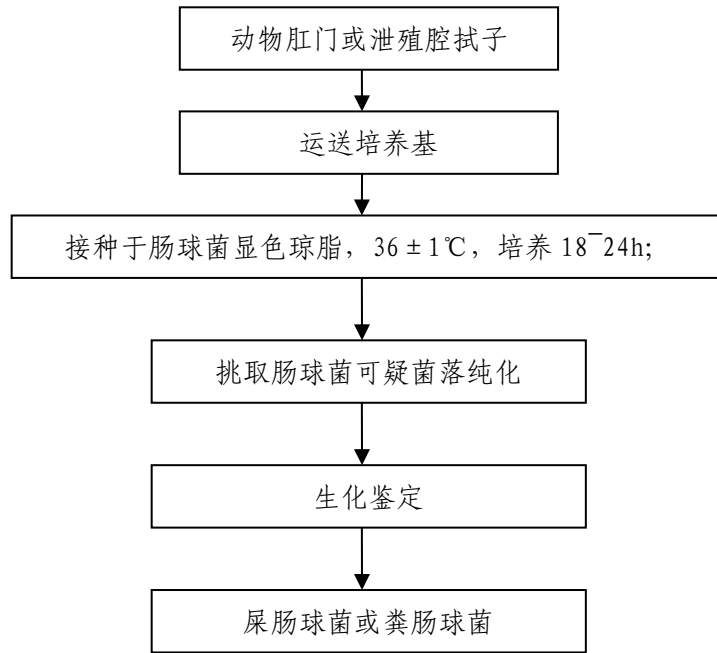 动物肛门或泄殖腔拭子
运送培养基
接种于肠球菌显色琼脂，36±1℃，培养 18¯24h;
挑取肠球菌可疑菌落纯化
生化鉴定
屎肠球菌或粪肠球菌